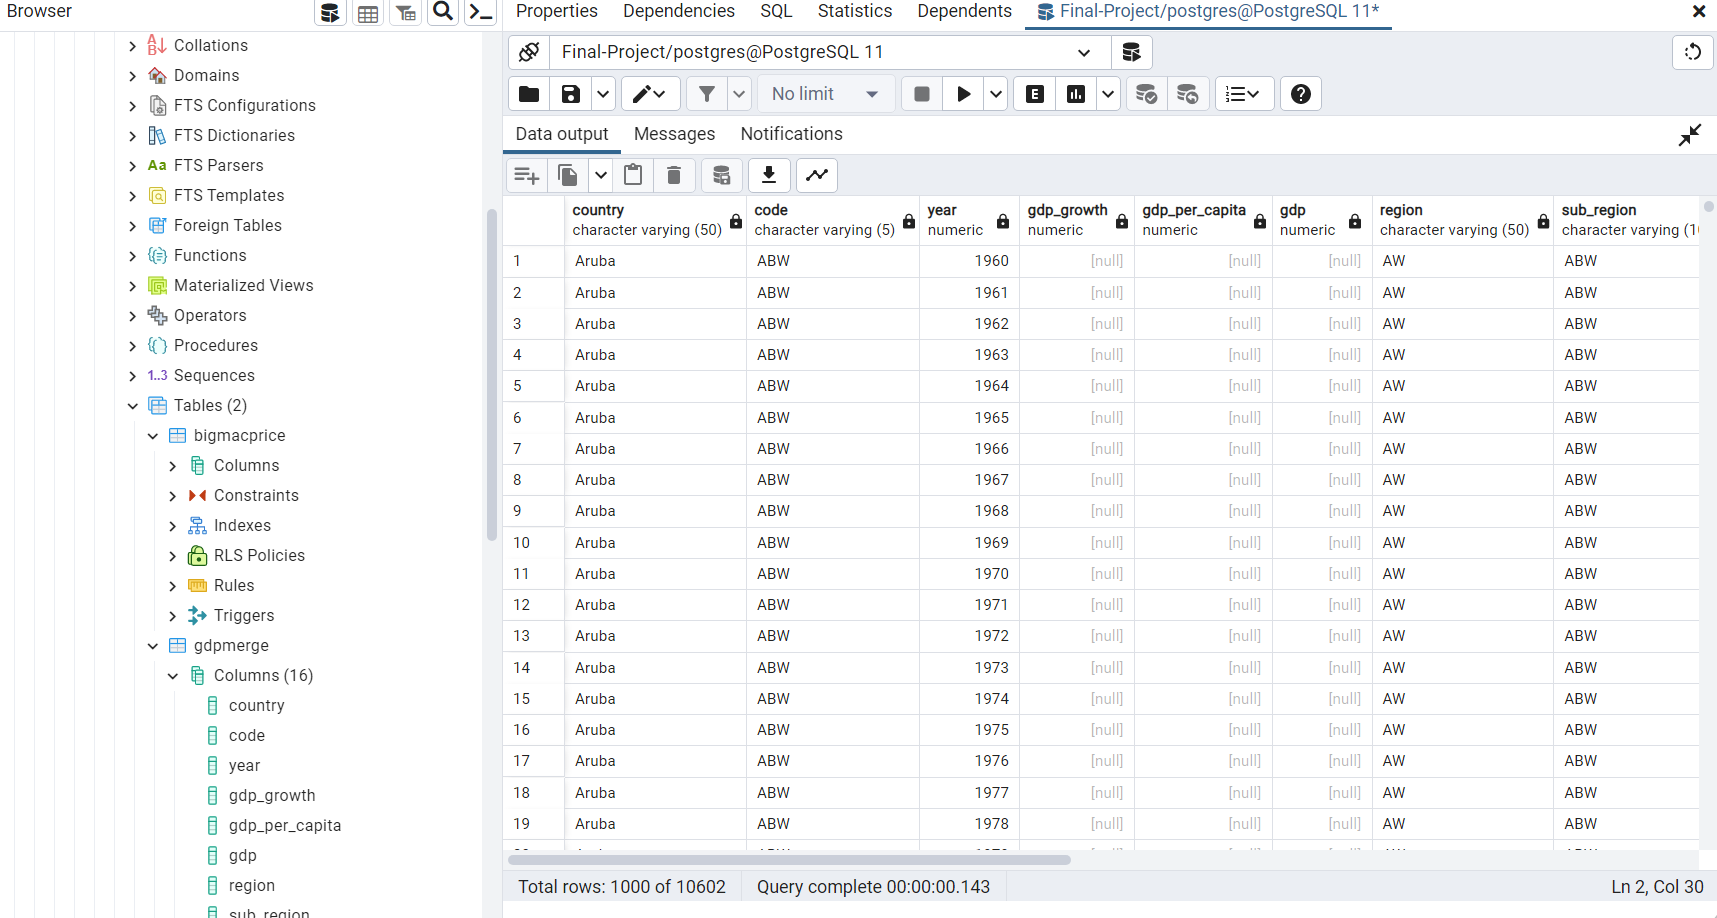 Browser
Properties Dependencies SQL Statistics Dependents Final-Project/postgres@PostgreSQL 11*
Final-Project/postgres@PostgreSQL 11
No limit
E
Data output Messages Notifications
Collations
Domains
FTS Configurations
FTS Dictionaries
Aa FTS Parsers
FTS Templates
Foreign Tables
Functions
Materialized Views
Operators
Procedures
1..3 Sequences
Tables (2)
bigmacprice
Columns
Constraints
Indexes
RLS Policies
Rules
Triggers
gdpmerge
Columns (16)
country
code
year
gdp_growth
gdp_per_capita
gdp
region
sub_region
country code year gdp_growth gdp_per_capita gdp region sub_region
character varying (50) character varying (5) numeric numeric numeric numeric character varying (50) character varying (10
1 Aruba ABW 1960 [null] [null] [null] AW ABW
2 Aruba ABW 1961 [null] [null] [null] AW ABW
3 Aruba ABW 1962 [null] [null] [null] AW ABW
4 Aruba ABW 1963 [null] [null] [null] AW ABW
5 Aruba ABW 1964 [null] [null] [null] AW ABW
6 Aruba ABW 1965 [null] [null] [null] AW ABW
7 Aruba ABW 1966 [null] [null] [null] AW ABW
8 Aruba ABW 1967 [null] [null] [null] AW ABW
9 Aruba ABW 1968 [null] [null] [null] AW ABW
10 Aruba ABW 1969 [null] [null] [null] AW ABW
11 Aruba ABW 1970 [null] [null] [null] AW ABW
12 Aruba ABW 1971 [null] [null] [null] AW ABW
13 Aruba ABW 1972 [null] [null] [null] AW ABW
14 Aruba ABW 1973 [null] [null] [null] AW ABW
15 Aruba ABW 1974 [null] [null] [null] AW ABW
16 Aruba ABW 1975 [null] [null] [null] AW ABW
17 Aruba ABW 1976 [null] [null] [null] AW ABW
18 Aruba ABW 1977 [null] [null] [null] AW ABW
19 Aruba ABW 1978 [null] [null] [null] AW ABW
Total rows: 1000 of 10602 Query complete 00:00:00.143 Ln 2, Col 30